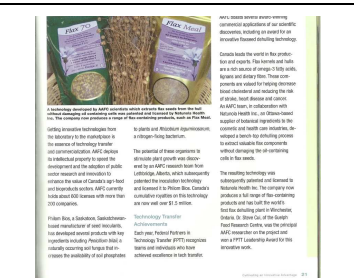 Flax TO
Flax Meal
A technology developed by AAFC scientists which extracts flax seeds from the hull
without damaging oil containing cells was patented and licensed by Natunola Health
Inc. The company now produces a range of flax-containing products, such as Flax Meal.
Getting innovative technologies from
the laboratory to the marketplace is
the essence of technology transfer
and commercialization. AAFC deploys
its intellectual property to speed the
development and the adoption of public
sector research and innovation to
enhance the value of Canada's agri-food
and bioproducts sectors. AAFC currently
holds about 800 licenses with more than
200 companies.
Philom Bios, a Saskatoon, Saskatchewan-
based manufacturer of seed inoculants,
has developed several products with key
ingredients including Penicillium bilaii, a
naturally occurring soil fungus that in-
creases the availability of soil phosphates
to plants and Rhizobium leguminosarum,
a nitrogen-fixing bacterium.
The potential of these organisms to
stimulate plant growth was discov-
ered by an AAFC research team from
Lethbridge, Alberta, which subsequently
patented the inoculation technology
and licensed it to Philom Bios. Canada's
cumulative royalties on this technology
are now well over $1.5 million.
Technology Transfer
Achievements
Each year, Federal Partners in
Technology Transfer (FPTT) recognizes
teams and individuals who have
achieved excellence in tech transfer.
AAFC boasts several award-winning
commercial applications of our scientific
discoveries, including an award for an
innovative flaxseed dehulling technology.
Canada leads the world in flax produc-
tion and exports. Flax kernels and hulls
are a rich source of omega-3 fatty acids,
lignans and dietary fibre. These com-
ponents are valued for helping decrease
blood cholesterol and reducing the risk
of stroke, heart disease and cancer.
An AAFC team, in collaboration with
Natunola Health Inc., an Ottawa-based
supplier of botanical ingredients to the
cosmetic and health care industries, de-
veloped a bench-top dehulling process
to extract valuable flax components
without damaging the oil-containing
cells in flax seeds.
The resulting technology was
subsequently patented and licensed to
Natunola Health Inc. The company now
produces a full range of flax-containing
products and has built the world's
first flax dehulling plant in Winchester,
Ontario. Dr. Steve Cui, of the Guelph
Food Research Centre, was the principal
AAFC researcher on the project and
won a FPTT Leadership Award for this
innovative work.
21